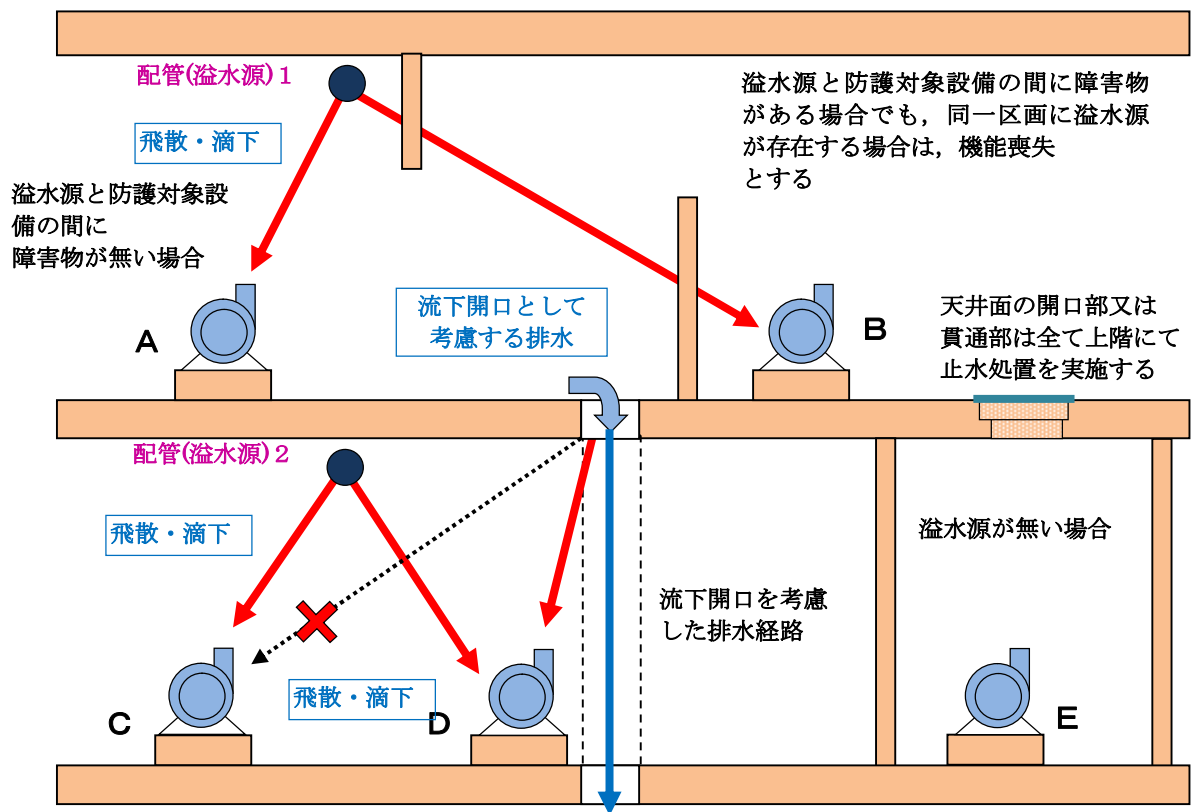 配管(溢水源)1
飛散・滴下
溢水源と防護対象設備の間に障害物
がある場合でも，同一区画に溢水源
が存在する場合は，機能喪失
とする
溢水源と防護対象設
備の間に
障害物が無い場合
A
流下開口として
考慮する排水
B
天井面の開口部又は
貫通部は全て上階にて
止水処置を実施する
配管(溢水源)2
飛散・滴下
溢水源が無い場合
流下開口を考慮
した排水経路
C
飛散・滴下
D
E